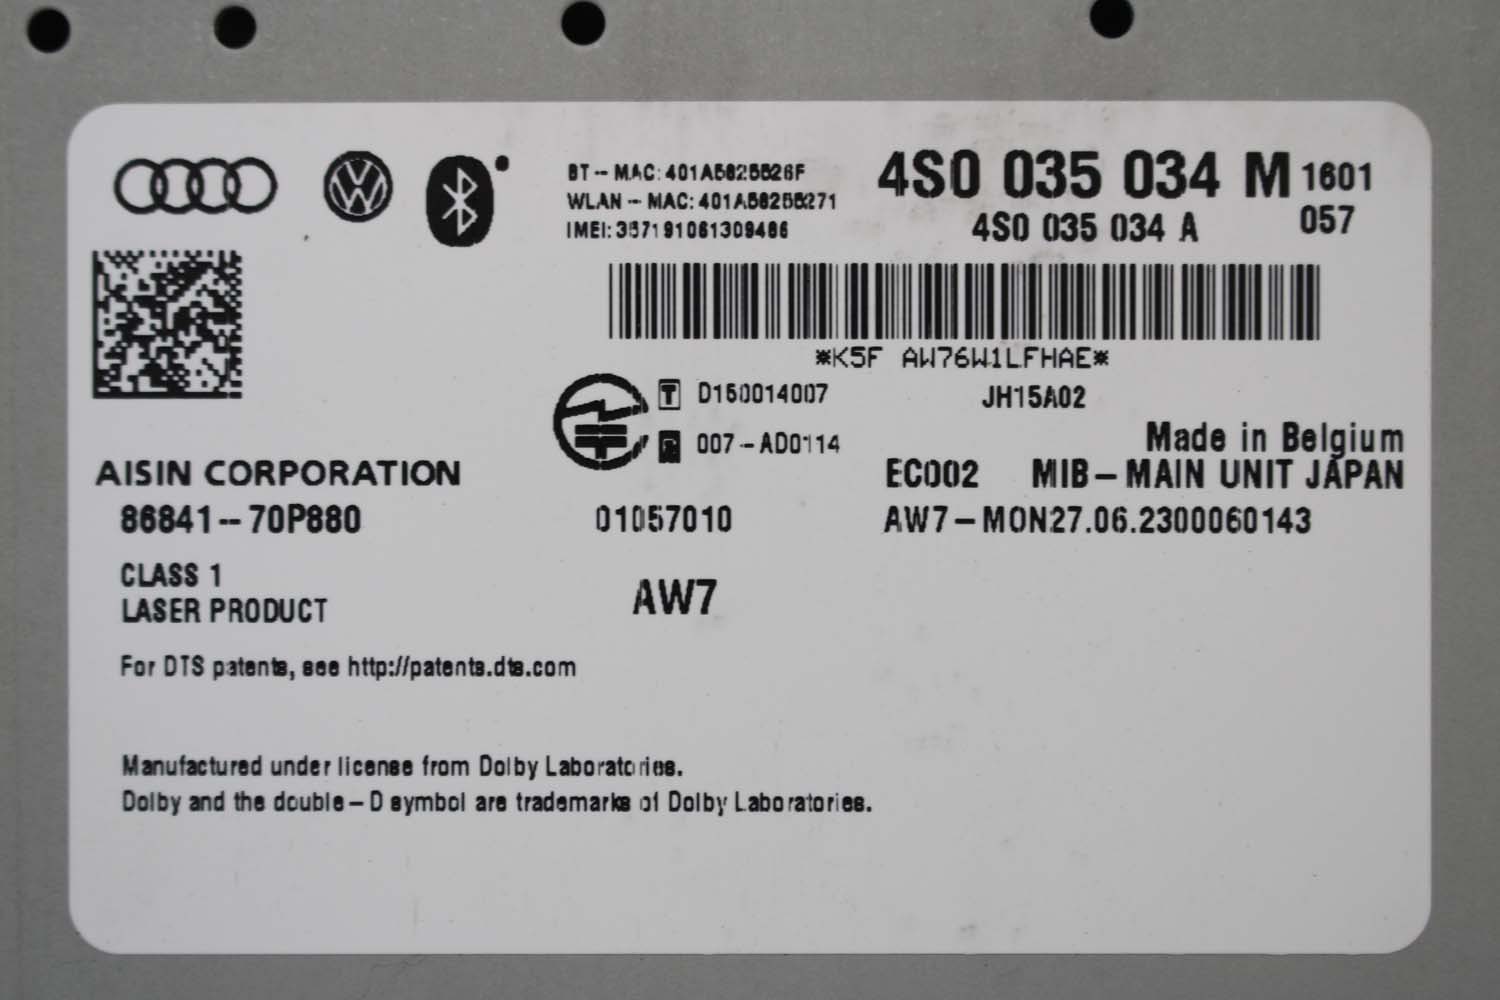 BT-MAC: 401A5825526F
WLAN-MAC: 401A58255271
IMEI: 357191061309486
4S0 035 034 M 1601
4S0 035 034 A 057
*K5F AW76W1LFHAE*
T D150014007
JH15A02
R 007-AD0114
Made in Belgium
AISIN CORPORATION
EC002 MIB-MAIN UNIT JAPAN
86841--70P880
01057010
AW7-MON27.06.2300060143
CLASS 1
LASER PRODUCT
AW7
For DTS patents, see http://patents.dts.com
Manufactured under license from Dolby Laboratories.
Dolby and the double-D symbol are trademarks of Dolby Laboratories.